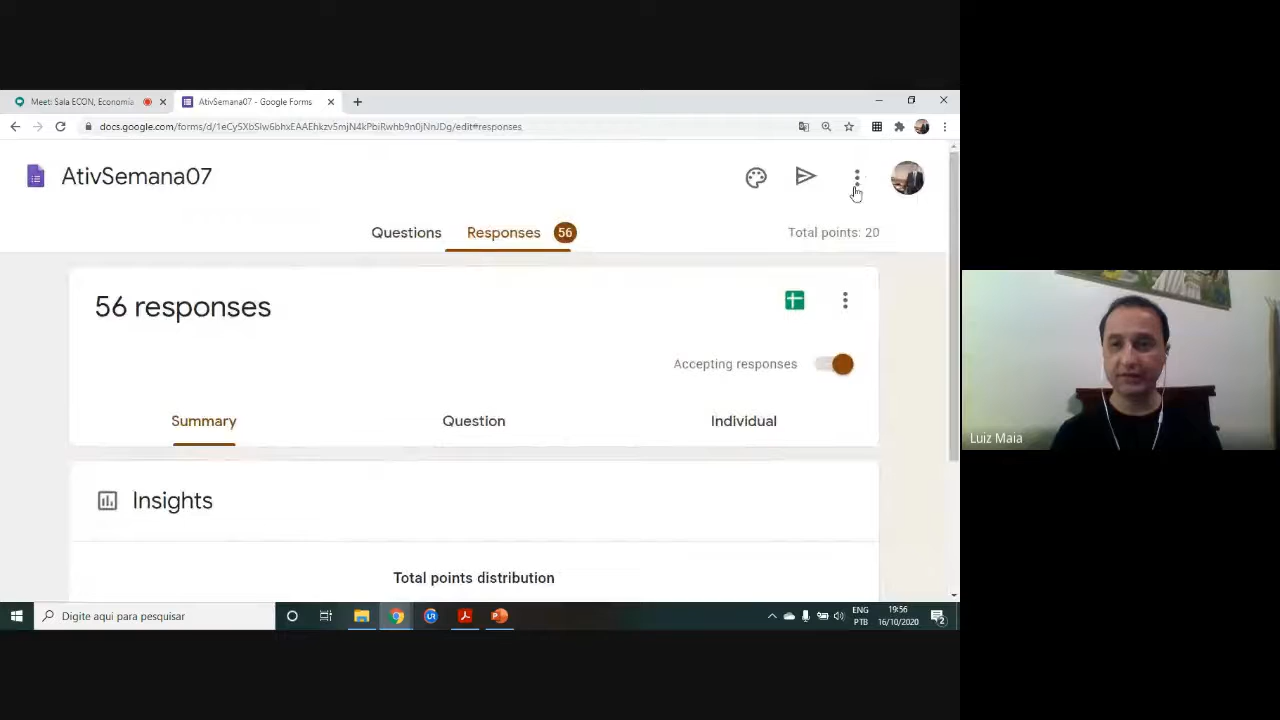 Meet: Sala ECON, Economia
AtivSemana07 - Google Forms
AtivSemana07
Questions
Responses
56
Total points: 20
56 responses
Accepting responses
Summary
Question
Individual
Insights
Total points distribution
Luiz Maia
Digite aqui para pesquisar
ENG
PTB
19:56
16/10/2020
2